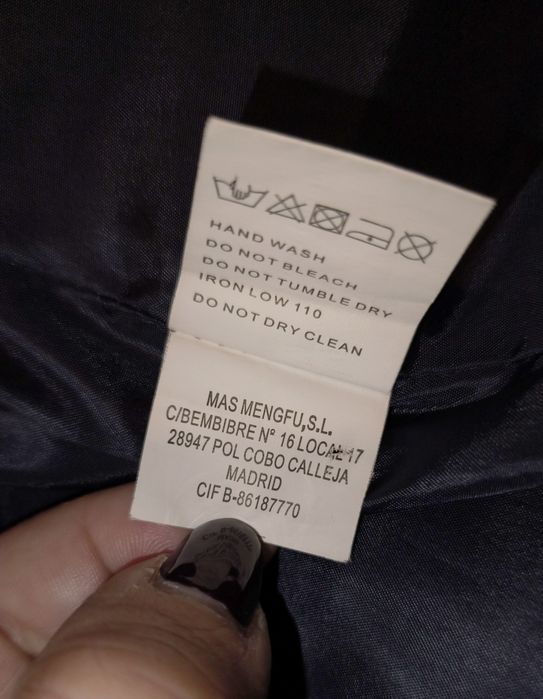 HAND WASH
DO NOT BLEACH
DO NOT TUMBLE DRY
IRON LOW 110
DO NOT DRY CLEAN
MAS MENGFU,S.L.
C/BEMBIBRE Nº 16 LOCAL 17
28947 POL COBO CALLEJA
MADRID
CIF B-86187770